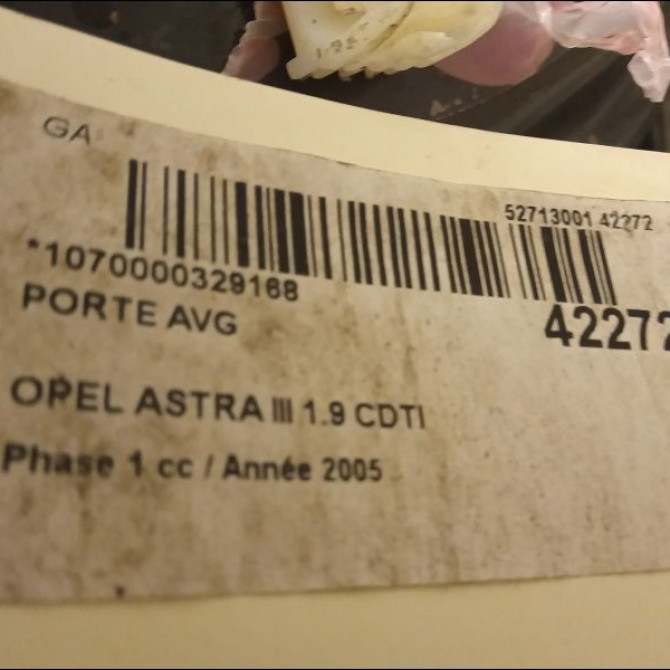 GA
52713001 42272
*1070000329168
PORTE AVG
42272
OPEL ASTRA III 1.9 CDTI
Phase 1 cc / Année 2005